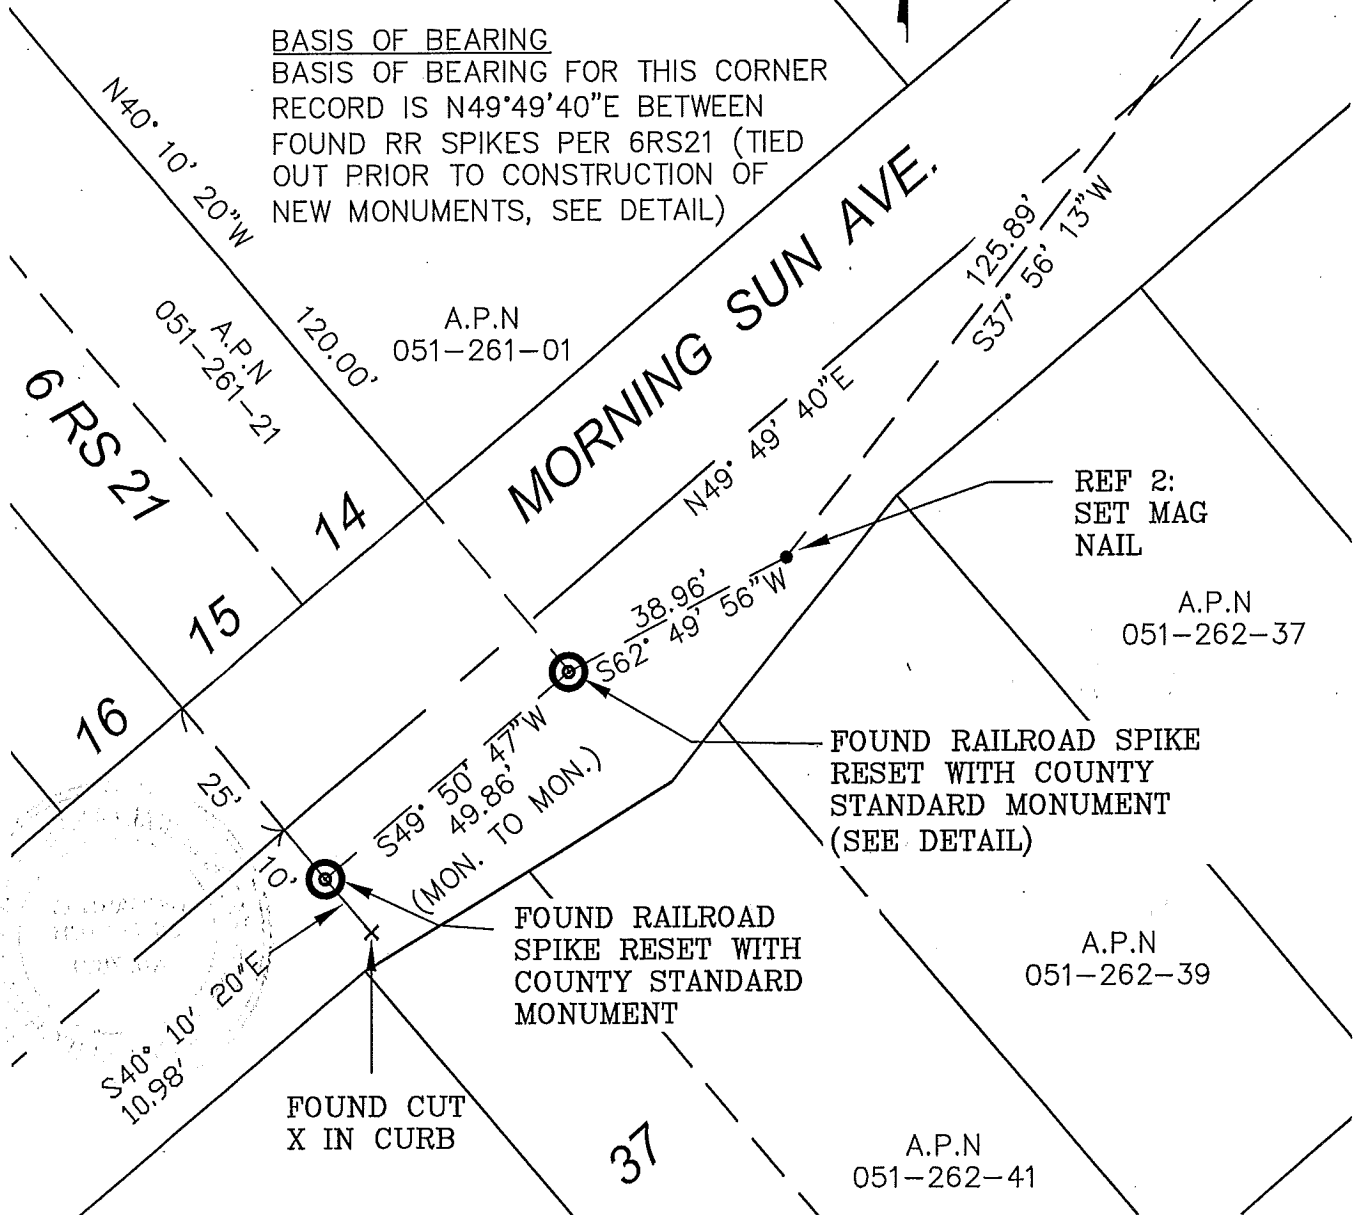 BASIS OF BEARING
BASIS OF BEARING FOR THIS CORNER
RECORD IS N49°49'40"E BETWEEN
FOUND RR SPIKES PER 6RS21 (TIED
OUT PRIOR TO CONSTRUCTION OF
NEW MONUMENTS, SEE DETAIL)
N40° 10' 20"W
120.00'
A.P.N
051-261-21
A.P.N
051-261-01
6 RS 21
MORNING SUN AVE.
125.89'
S37° 56' 13"W
N49° 49' 40"E
14
15
16
REF 2:
SET MAG
NAIL
38.96'
S62° 49' 56"W
A.P.N
051-262-37
25'
10'
S49° 50' 47"W
49.86'
(MON. TO MON.)
FOUND RAILROAD SPIKE
RESET WITH COUNTY
STANDARD MONUMENT
(SEE DETAIL)
FOUND RAILROAD
SPIKE RESET WITH
COUNTY STANDARD
MONUMENT
A.P.N
051-262-39
S40° 10' 20"E
10.98'
FOUND CUT
X IN CURB
37
A.P.N
051-262-41